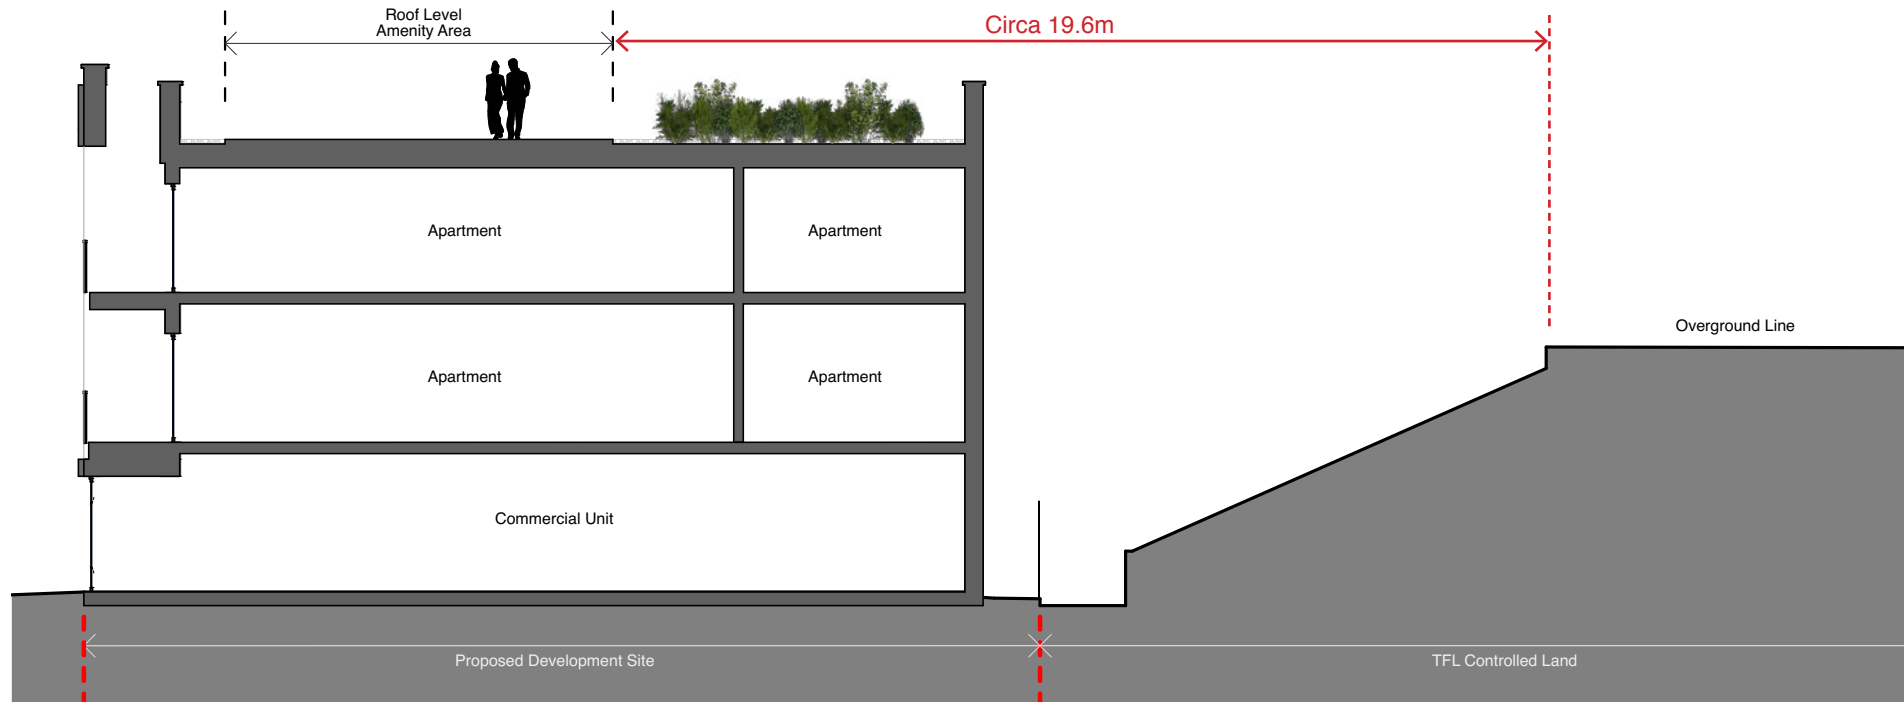 Roof Level
Amenity Area
Circa 19.6m
Apartment
Apartment
Overground Line
Apartment
Apartment
Commercial Unit
Proposed Development Site
TFL Controlled Land